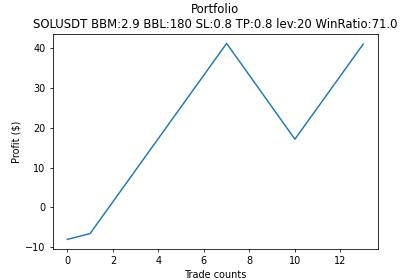 Portfolio
SOLUSDT BBM:2.9 BBL:180 SL:0.8 TP:0.8 lev:20 WinRatio:71.0
40
30
20
10
0
−10
Profit ($)
0 2 4 6 8 10 12
Trade counts